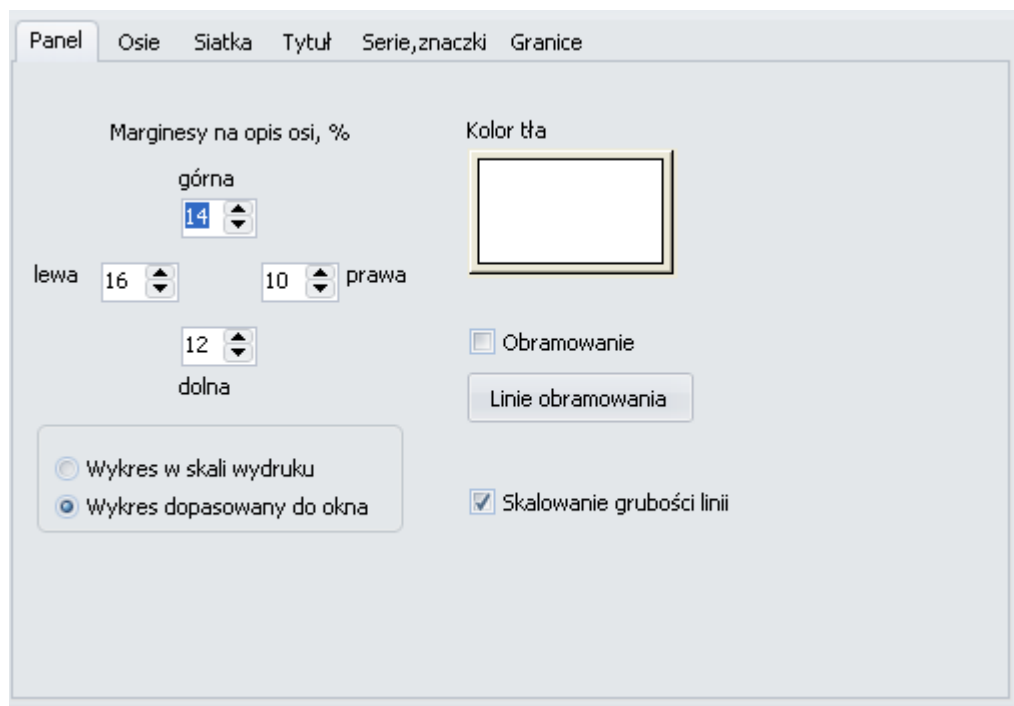 Panel Osie Siatka Tytuł Serie,znaczki Granice
Marginesy na opis osi, %
górna
14
lewa 16 10 prawa
12
dolna
Wykres w skali wydruku
Wykres dopasowany do okna
Kolor tła
Obramowanie
Linie obramowania
Skalowanie grubości linii